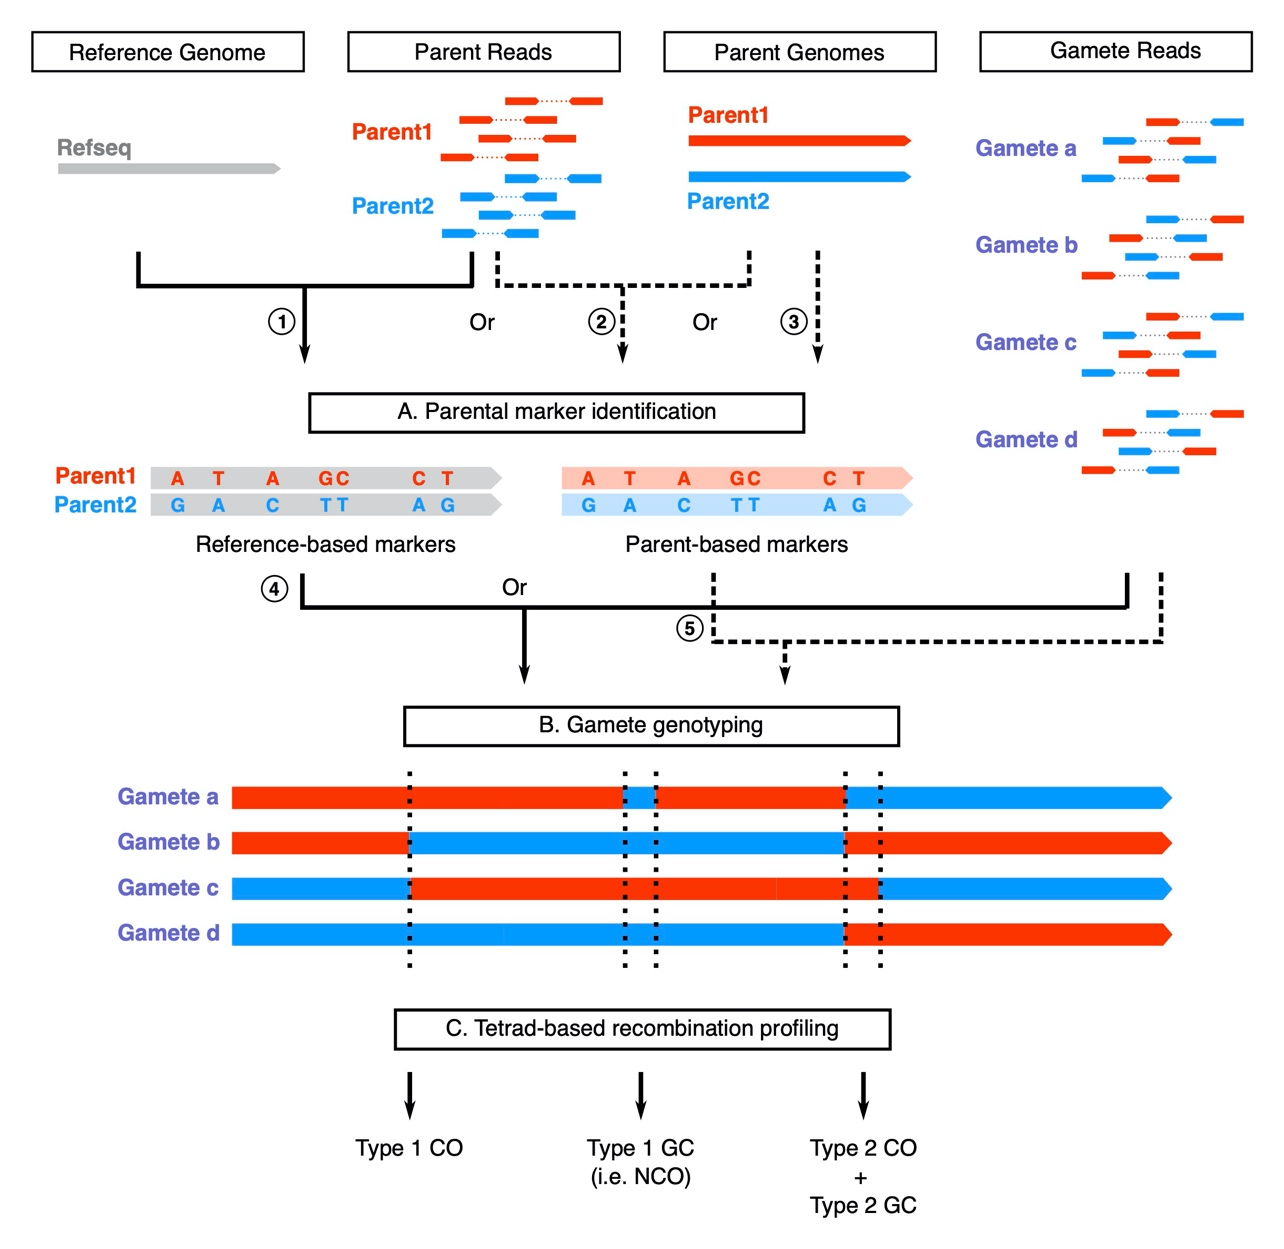 Reference Genome
Parent Reads
Parent Genomes
Gamete Reads
Refseq
Parent1
Parent2
Parent1
Parent2
Gamete a
Gamete b
Gamete c
Gamete d
1
Or
2
Or
3
A. Parental marker identification
Parent1 A T A GC C T
Parent2 G A C TT A G
A T A GC C T
G A C TT A G
Reference-based markers
Parent-based markers
4
Or
5
B. Gamete genotyping
Gamete a
Gamete b
Gamete c
Gamete d
C. Tetrad-based recombination profiling
Type 1 CO
Type 1 GC
(i.e. NCO)
Type 2 CO
+
Type 2 GC